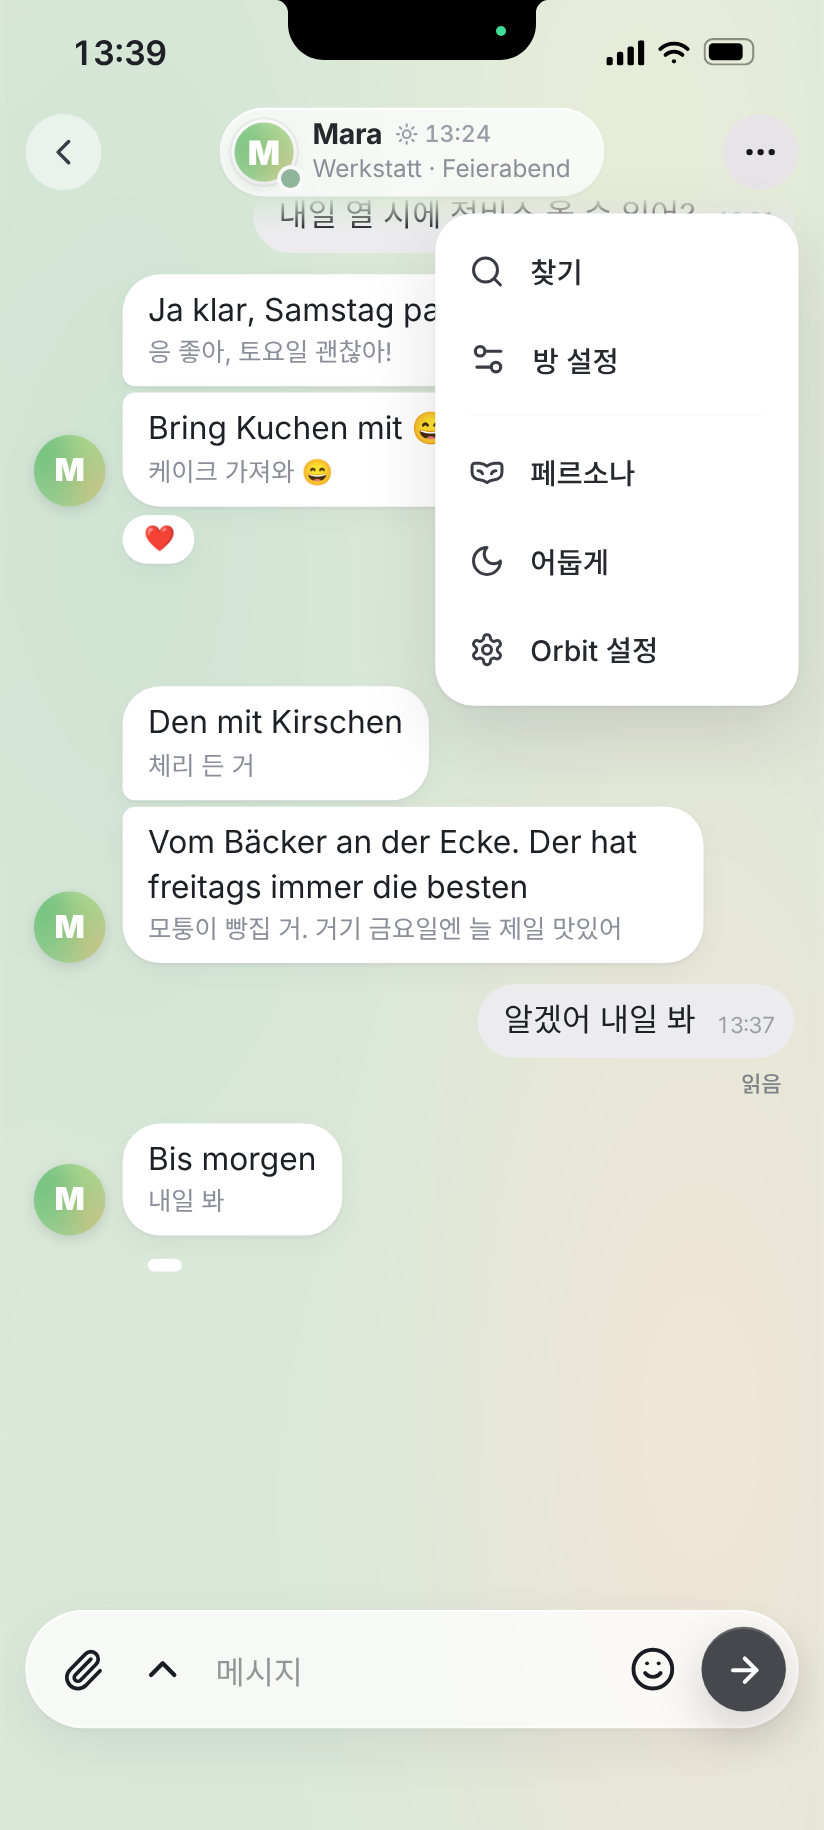 13:39
M
Mara 13:24
Werkstatt · Feierabend
내일 열 시에
Ja klar, Samstag
응 좋아, 토요일 괜찮아!
Bring Kuchen mit 😄
케이크 가져와 😄
M
❤️
찾기
방 설정
페르소나
어둡게
Orbit 설정
Den mit Kirschen
체리 든 거
Vom Bäcker an der Ecke. Der hat
freitags immer die besten
모퉁이 빵집 거. 거기 금요일엔 늘 제일 맛있어
M
알겠어 내일 봐 13:37
읽음
Bis morgen
내일 봐
M
메시지